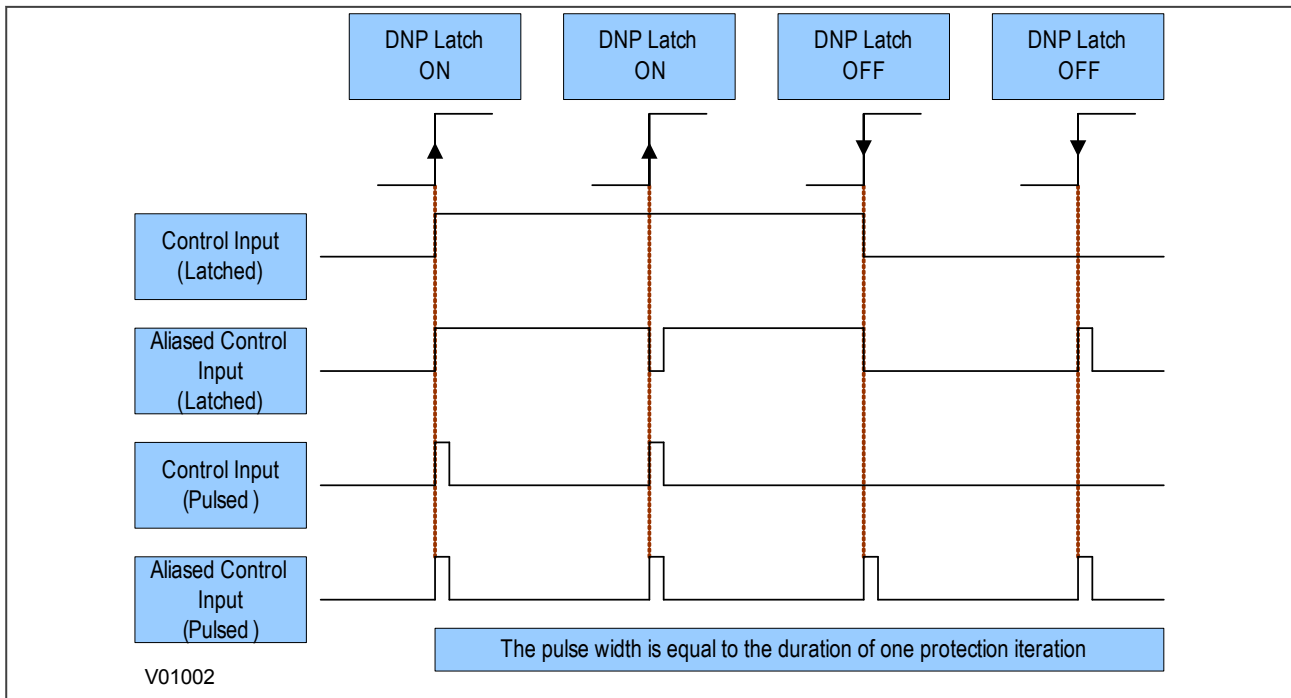 DNP Latch
ON
DNP Latch
ON
DNP Latch
OFF
DNP Latch
OFF
Control Input
(Latched)
Aliased Control
Input
(Latched)
Control Input
(Pulsed )
Aliased Control
Input
(Pulsed )
The pulse width is equal to the duration of one protection iteration
V01002